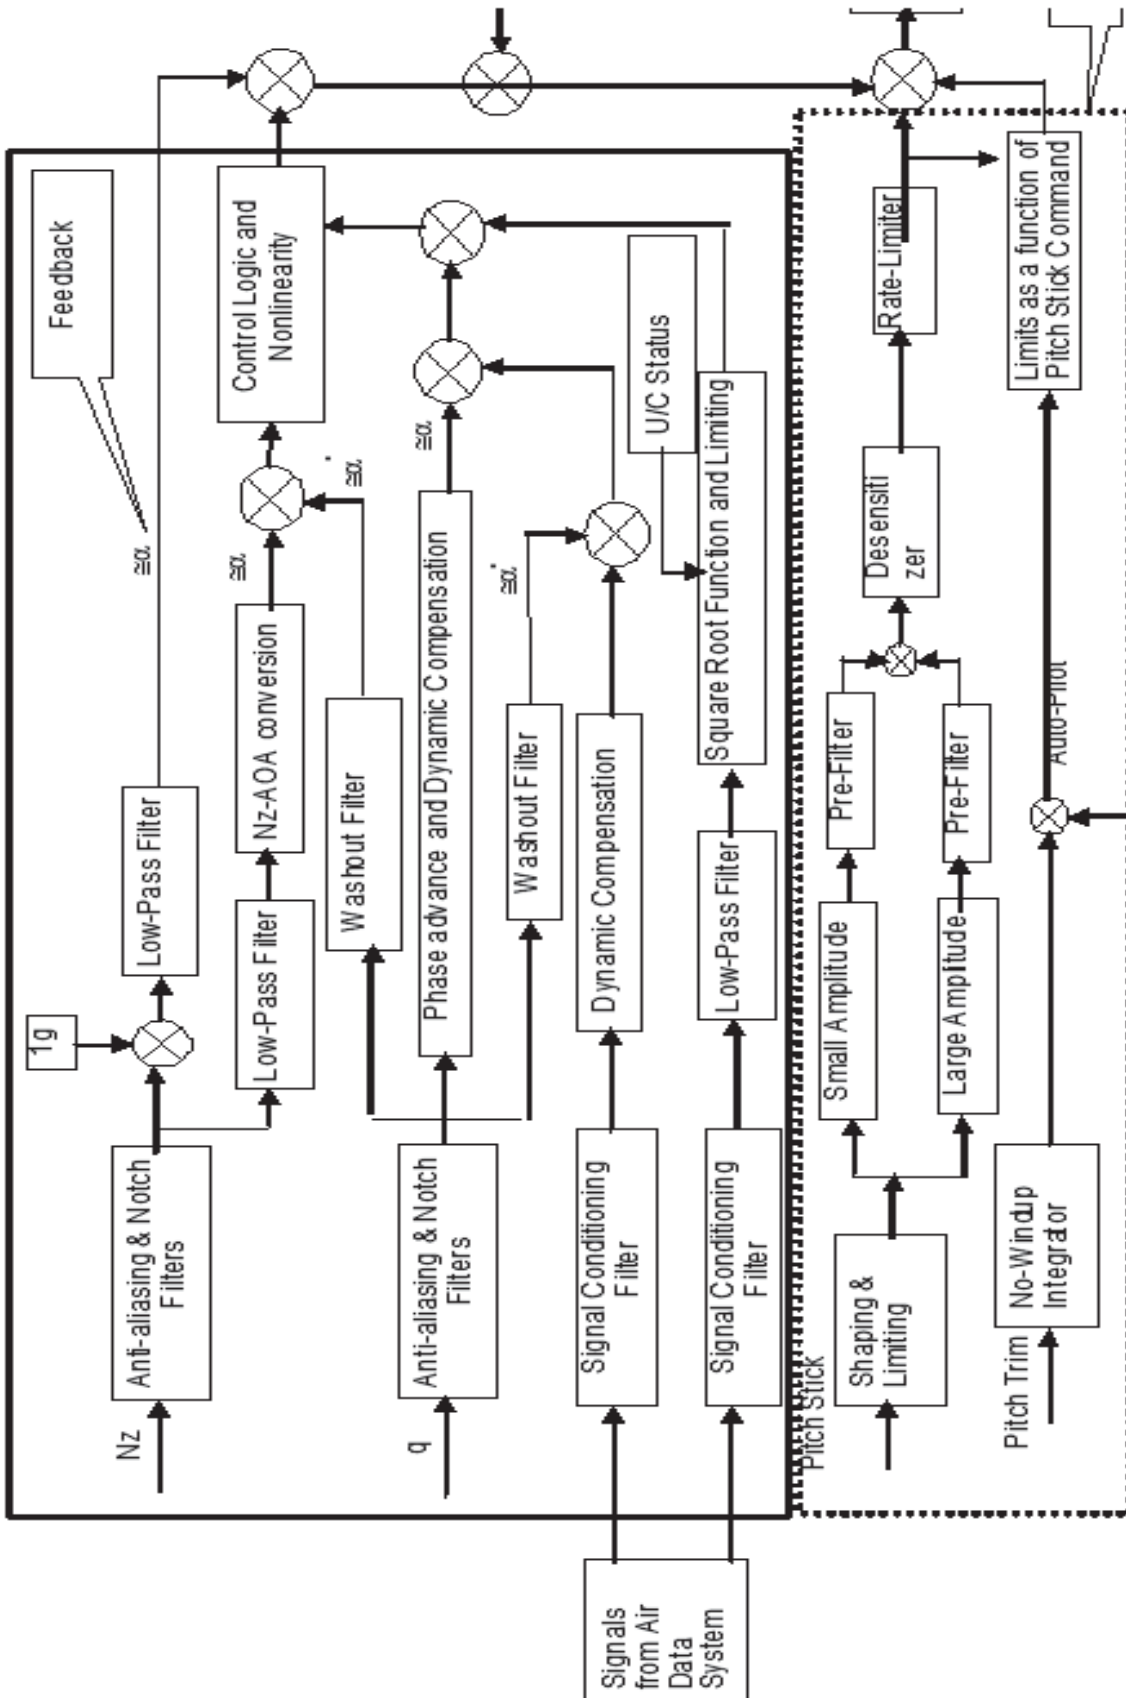 Feedback
1g
Nz
Anti-aliasing & Notch
Filters
Low-Pass Filter
≅α
Low-Pass Filter
Nz-AOA conversion
≅α
Control Logic and
Nonlinearity
Washout Filter
≅α̇
q
Anti-aliasing & Notch
Filters
Phase advance and Dynamic Compensation
≅α
Washout Filter
≅α̇
Signals
from Air
Data
System
Signal Conditioning
Filter
Dynamic Compensation
U/C Status
Signal Conditioning
Filter
Low-Pass Filter
Square Root Function and Limiting
Pitch Stick
Shaping &
Limiting
Small Amplitude
Pre-Filter
Large Amplitude
Pre-Filter
Desensiti
zer
Rate-Limiter
Pitch Trim
No-Windup
Integrator
Auto-Pilot
Limits as a function of
Pitch Stick Command